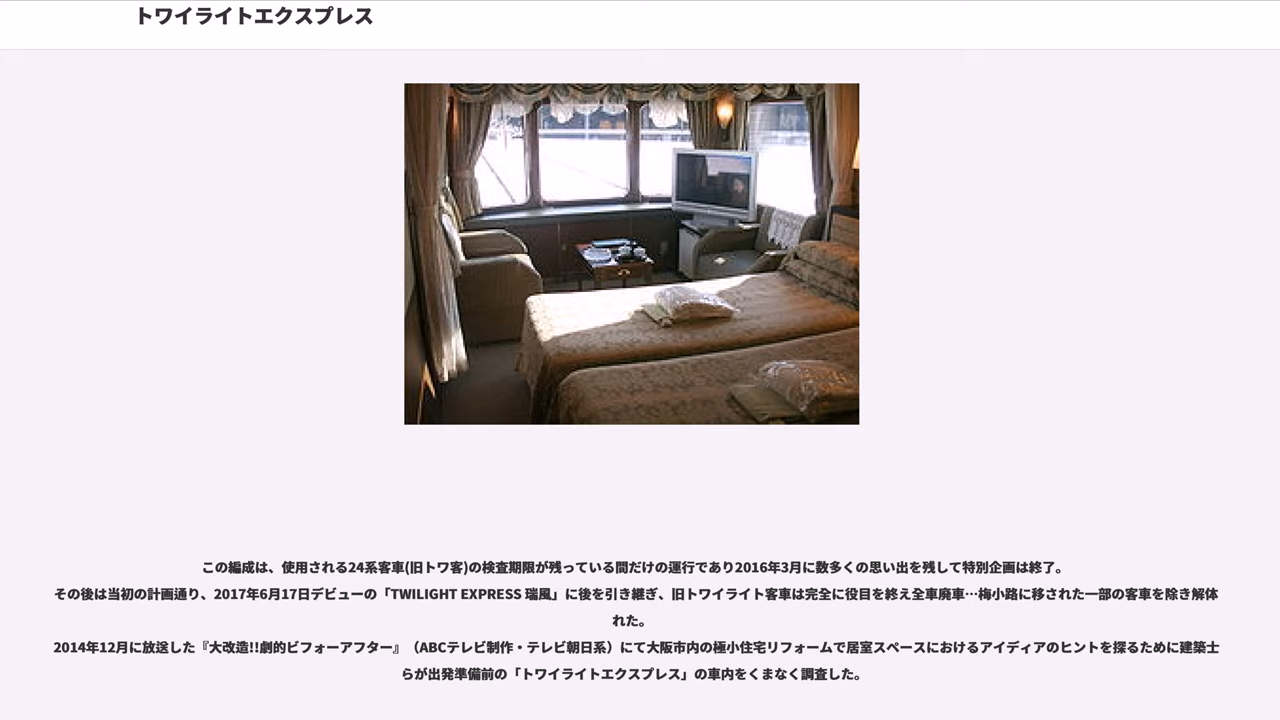 トワイライトエクスプレス
この編成は、使用される24系客車(旧トワ客)の検査期限が残っている間だけの運行であり2016年3月に数多くの思い出を残して特別企画は終了。
その後は当初の計画通り、2017年6月17日デビューの「TWILIGHT EXPRESS 瑞風」に後を引き継ぎ、旧トワイライト客車は完全に役目を終え全車廃車…梅小路に移された一部の客車を除き解体
れた。
2014年12月に放送した『大改造!!劇的ビフォーアフター』（ABCテレビ制作・テレビ朝日系）にて大阪市内の極小住宅リフォームで居室スペースにおけるアイディアのヒントを探るために建築士
らが出発準備前の「トワイライトエクスプレス」の車内をくまなく調査した。